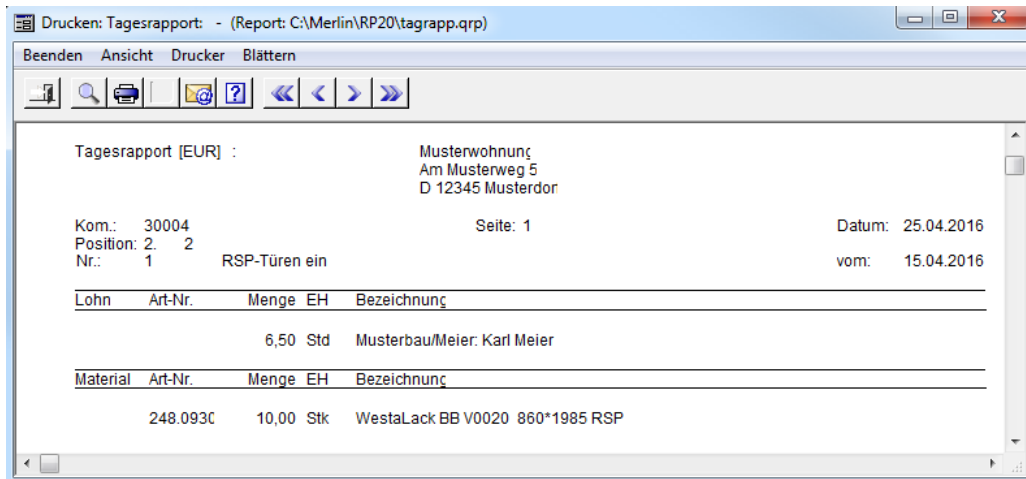 Drucken: Tagesrapport: - (Report: C:\Merlin\RP20\tagrapp.qrp)
Beenden Ansicht Drucker Blättern
Tagesrapport [EUR] : Musterwohnung
Am Musterweg 5
D 12345 Musterdorf
Kom.: 30004 Seite: 1 Datum: 25.04.2016
Position: 2. 2
Nr.: 1 RSP-Türen ein vom: 15.04.2016
Lohn Art-Nr. Menge EH Bezeichnung
6,50 Std Musterbau/Meier: Karl Meier
Material Art-Nr. Menge EH Bezeichnung
248.0930 10,00 Stk WestaLack BB V0020 860*1985 RSP